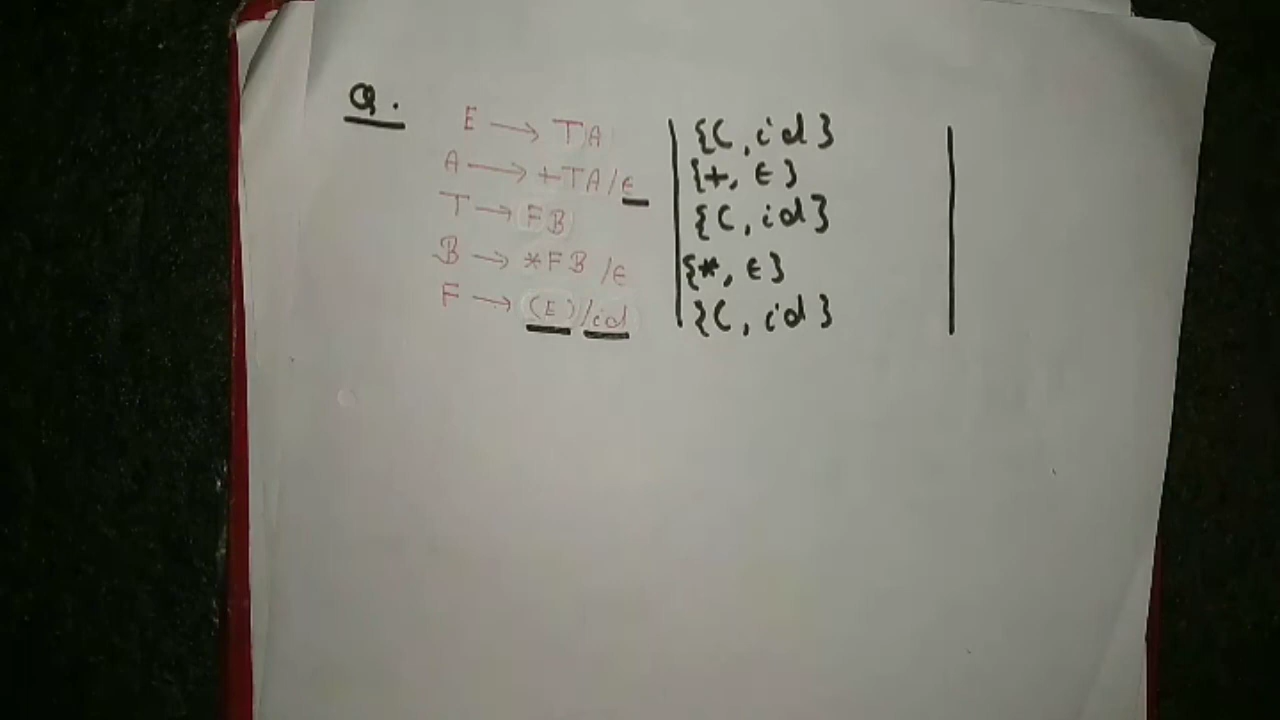 Q.
E → TA {(, id}
A → +TA/ϵ {+, ϵ}
T → FB {(, id}
B → *FB/ϵ {*, ϵ}
F → (E)/id {(, id}